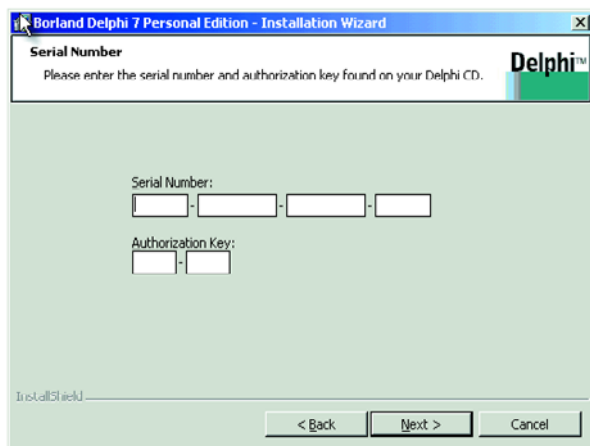 Borland Delphi 7 Personal Edition - Installation Wizard
Serial Number
Please enter the serial number and authorization key found on your Delphi CD.
Delphi™
Serial Number:
- - -
Authorization Key:
-
InstallShield
< Back Next > Cancel